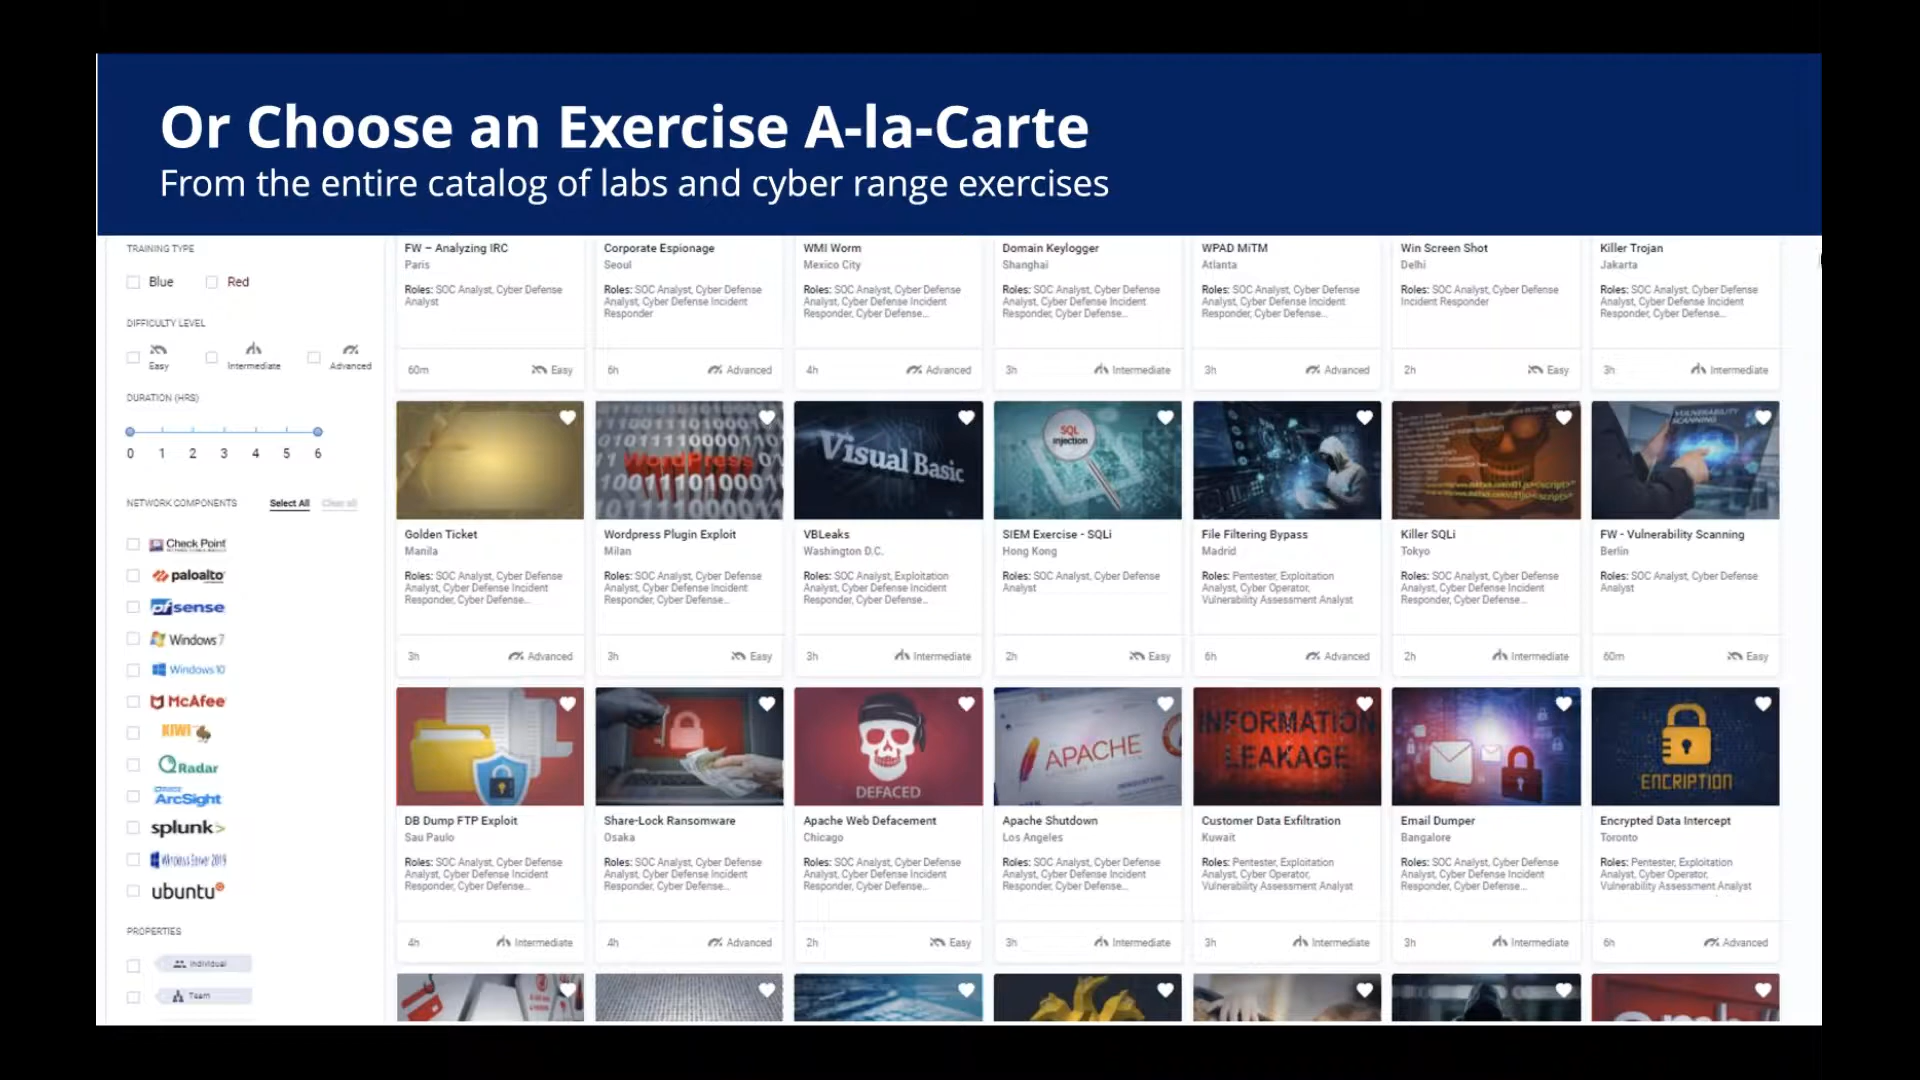 Or Choose an Exercise A-la-Carte
From the entire catalog of labs and cyber range exercises
TRAINING TYPE
Blue
Red
DIFFICULTY LEVEL
Easy
Intermediate
Advanced
DURATION (HRS)
0 1 2 3 4 5 6
NETWORK COMPONENTS
Select All
Clear all
Check Point
paloalto
pfsense
Windows 7
Windows 10
McAfee
KIWI
QRadar
ArcSight
splunk>
Windows Server 2019
ubuntu
PROPERTIES
Individual
Team
FW – Analyzing IRC
Paris
Roles: SOC Analyst, Cyber Defense
Analyst
60m
Easy
Corporate Espionage
Seoul
Roles: SOC Analyst, Cyber Defense
Analyst, Cyber Defense Incident
Responder
6h
Advanced
WMI Worm
Mexico City
Roles: SOC Analyst, Cyber Defense
Analyst, Cyber Defense Incident
Responder, Cyber Defense...
4h
Advanced
Domain Keylogger
Shanghai
Roles: SOC Analyst, Cyber Defense
Analyst, Cyber Defense Incident
Responder, Cyber Defense...
3h
Intermediate
WPAD MiTM
Atlanta
Roles: SOC Analyst, Cyber Defense
Analyst, Cyber Defense Incident
Responder, Cyber Defense...
3h
Advanced
Win Screen Shot
Delhi
Roles: SOC Analyst, Cyber Defense
Incident Responder
2h
Easy
Killer Trojan
Jakarta
Roles: SOC Analyst, Cyber Defense
Analyst, Cyber Defense Incident
Responder, Cyber Defense...
3h
Intermediate
Golden Ticket
Manila
Roles: SOC Analyst, Cyber Defense
Analyst, Cyber Defense Incident
Responder, Cyber Defense...
3h
Advanced
WordPress
Wordpress Plugin Exploit
Milan
Roles: SOC Analyst, Cyber Defense
Analyst, Cyber Defense Incident
Responder, Cyber Defense...
3h
Easy
Visual Basic
VBLeaks
Washington D.C.
Roles: SOC Analyst, Exploitation
Analyst, Cyber Defense Incident
Responder, Cyber Defense...
3h
Intermediate
SQL
injection
SIEM Exercise - SQLi
Hong Kong
Roles: SOC Analyst, Cyber Defense
Analyst
2h
Easy
File Filtering Bypass
Madrid
Roles: Pentester, Exploitation
Analyst, Cyber Operator,
Vulnerability Assessment Analyst
6h
Advanced
Killer SQLi
Tokyo
Roles: SOC Analyst, Cyber Defense
Analyst, Cyber Defense Incident
Responder, Cyber Defense...
2h
Intermediate
VULNERABILITY
SCANNING
FW - Vulnerability Scanning
Berlin
Roles: SOC Analyst, Cyber Defense
Analyst
60m
Easy
DB Dump FTP Exploit
Sau Paulo
Roles: SOC Analyst, Cyber Defense
Analyst, Cyber Defense Incident
Responder, Cyber Defense...
4h
Intermediate
Share-Lock Ransomware
Osaka
Roles: SOC Analyst, Cyber Defense
Analyst, Cyber Defense Incident
Responder, Cyber Defense...
4h
Advanced
DEFACED
Apache Web Defacement
Chicago
Roles: SOC Analyst, Cyber Defense
Analyst, Cyber Defense Incident
Responder, Cyber Defense...
2h
Easy
APACHE
Apache Shutdown
Los Angeles
Roles: SOC Analyst, Cyber Defense
Analyst, Cyber Defense Incident
Responder, Cyber Defense...
3h
Intermediate
INFORMATION
LEAKAGE
Customer Data Exfiltration
Kuwait
Roles: Pentester, Exploitation
Analyst, Cyber Operator,
Vulnerability Assessment Analyst
3h
Intermediate
Email Dumper
Bangalore
Roles: SOC Analyst, Cyber Defense
Analyst, Cyber Defense Incident
Responder, Cyber Defense...
3h
Intermediate
ENCRIPTION
Encrypted Data Intercept
Toronto
Roles: Pentester, Exploitation
Analyst, Cyber Operator,
Vulnerability Assessment Analyst
6h
Advanced